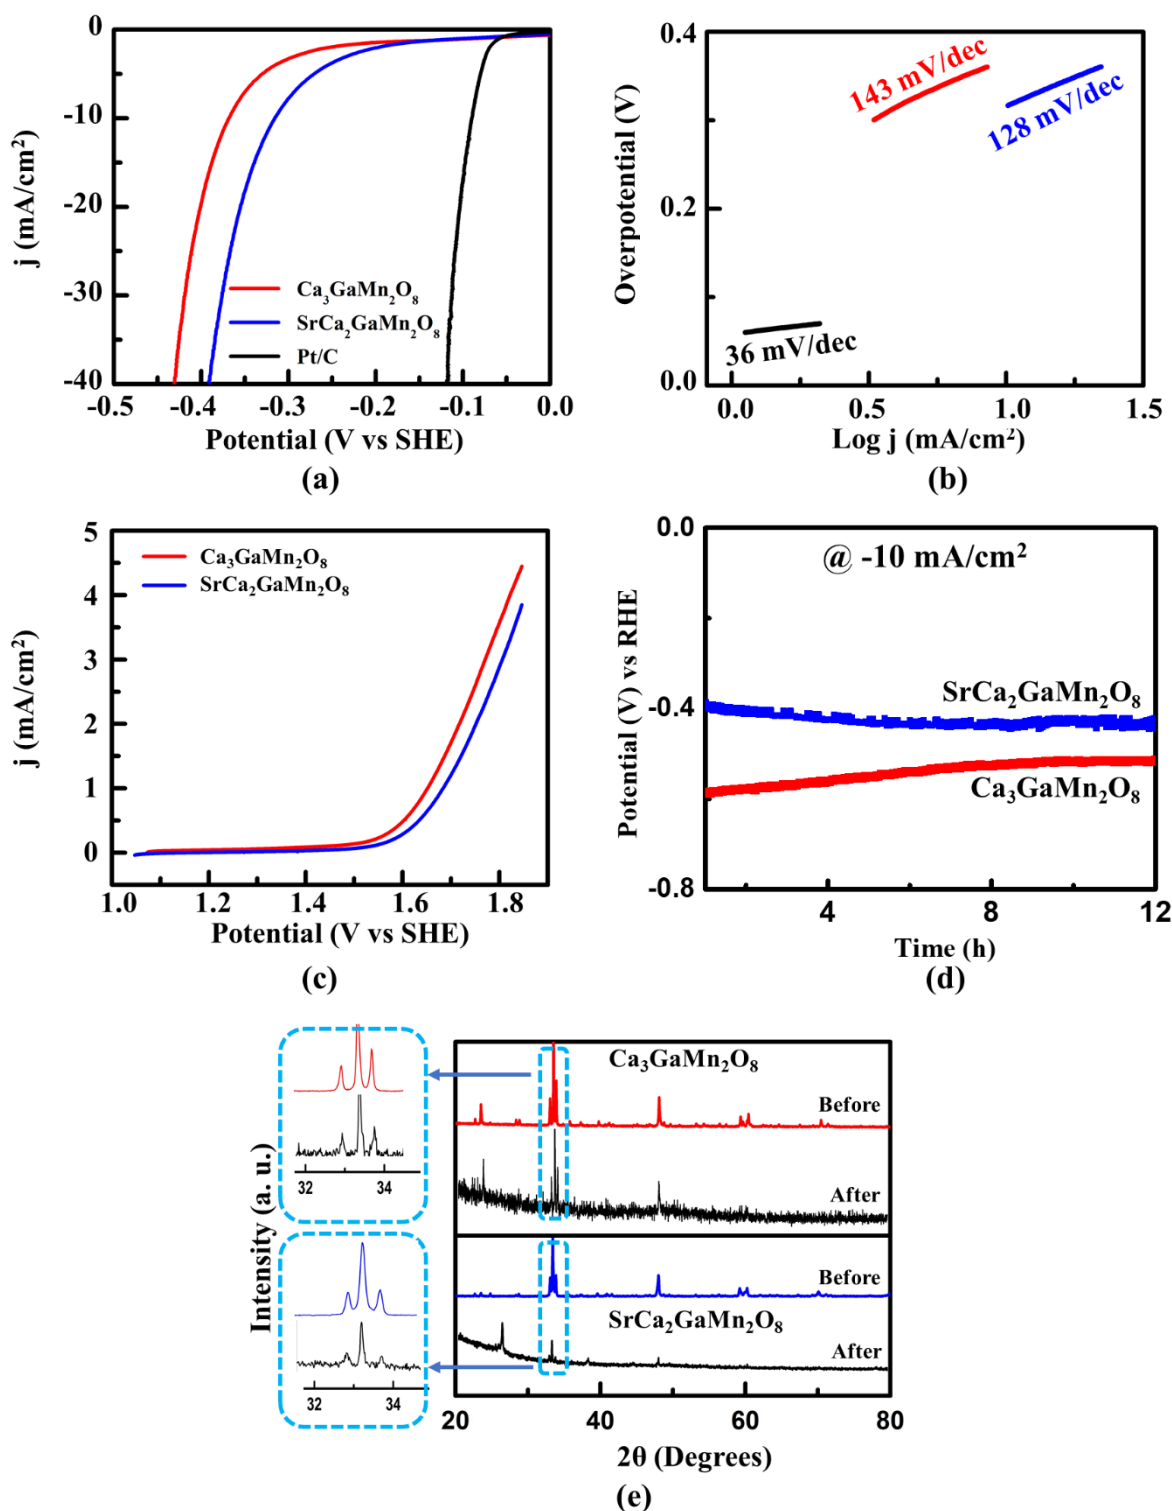 0
-10
-20
-30
-40
j (mA/cm²)
Ca₃GaMn₂O₈
SrCa₂GaMn₂O₈
Pt/C
-0.5 -0.4 -0.3 -0.2 -0.1 0.0
Potential (V vs SHE)
(a)
0.4
0.2
0.0
Overpotential (V)
143 mV/dec
128 mV/dec
36 mV/dec
0.0 0.5 1.0 1.5
Log j (mA/cm²)
(b)
5
4
3
2
1
0
j (mA/cm²)
Ca₃GaMn₂O₈
SrCa₂GaMn₂O₈
1.0 1.2 1.4 1.6 1.8
Potential (V vs SHE)
(c)
0.0
-0.4
-0.8
Potential (V) vs RHE
@ -10 mA/cm²
SrCa₂GaMn₂O₈
Ca₃GaMn₂O₈
4 8 12
Time (h)
(d)
Intensity (a. u.)
32 34
32 34
Ca₃GaMn₂O₈
Before
After
Before
SrCa₂GaMn₂O₈
After
20 40 60 80
2θ (Degrees)
(e)